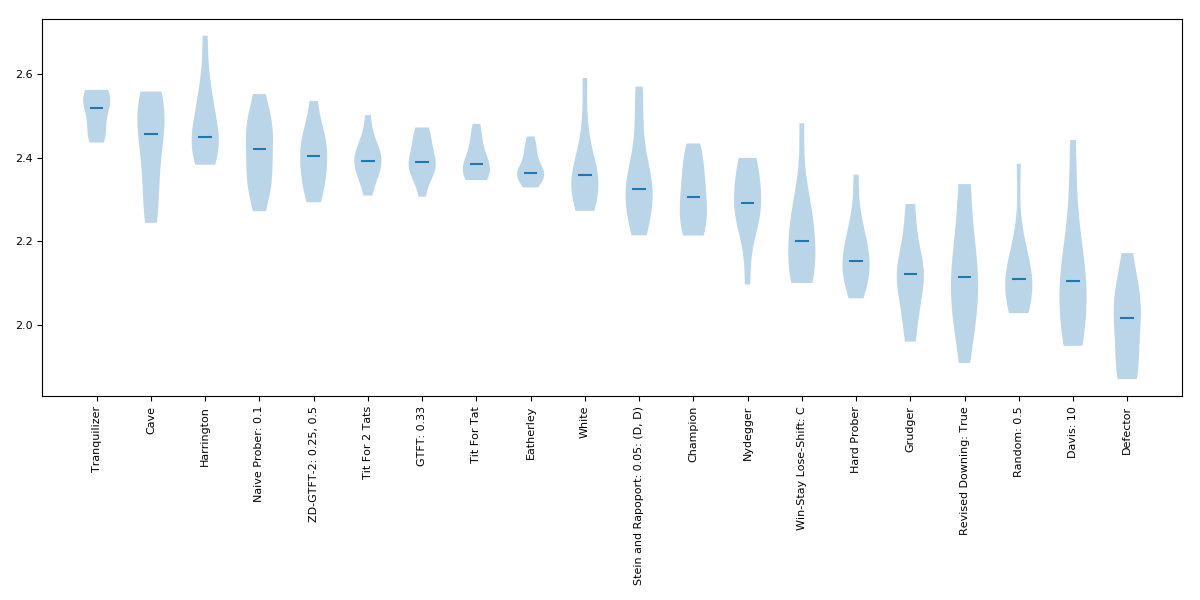 2.6
2.4
2.2
2.0
Tranquilizer
Cave
Harrington
Naive Prober: 0.1
ZD-GTFT-2: 0.25, 0.5
Tit For 2 Tats
GTFT: 0.33
Tit For Tat
Eatherley
White
Stein and Rapoport: 0.05: (D, D)
Champion
Nydegger
Win-Stay Lose-Shift: C
Hard Prober
Grudger
Revised Downing: True
Random: 0.5
Davis: 10
Defector